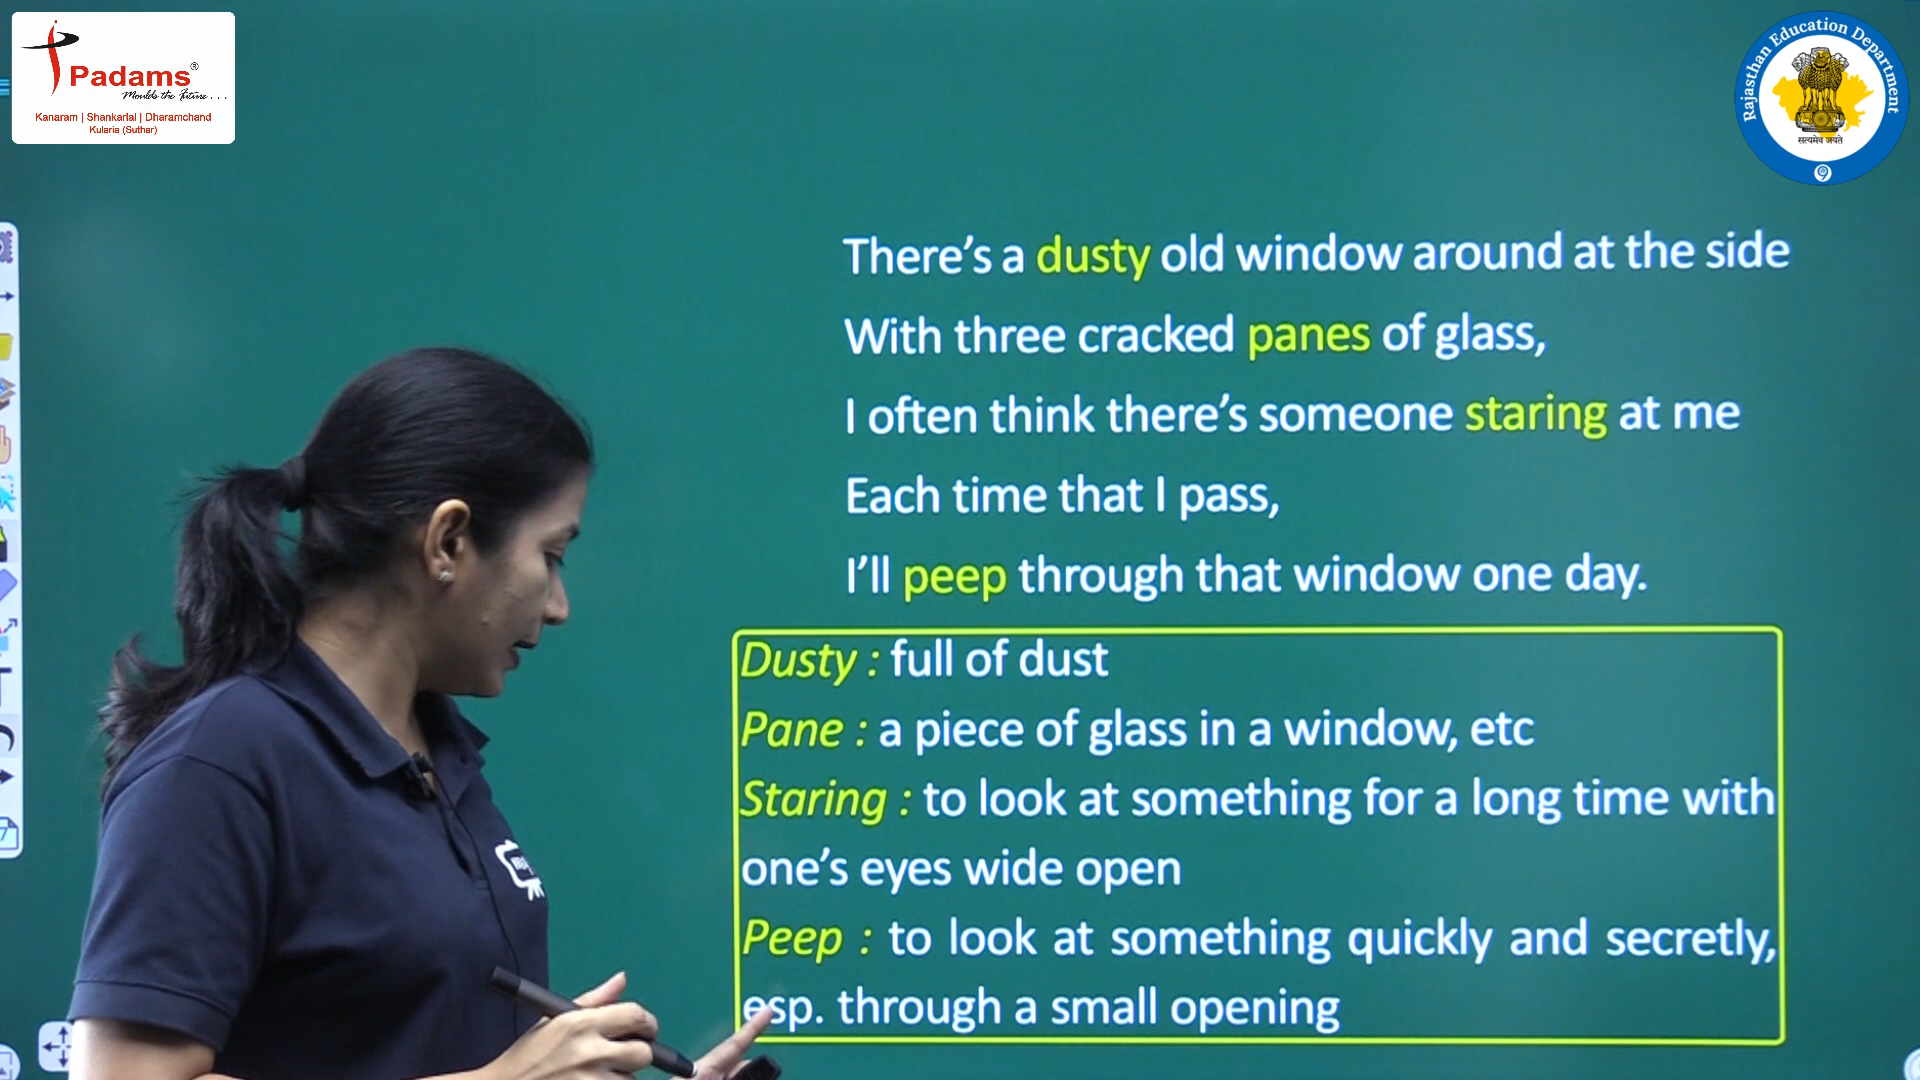 Padams®
Moulds the Future . . .
Kanaram | Shankarlal | Dharamchand
Kularia (Suthar)
Rajasthan Education Department
सत्यमेव जयते
There’s a dusty old window around at the side
With three cracked panes of glass,
I often think there’s someone staring at me
Each time that I pass,
I’ll peep through that window one day.
Dusty : full of dust
Pane : a piece of glass in a window, etc
Staring : to look at something for a long time with
one’s eyes wide open
Peep : to look at something quickly and secretly,
esp. through a small opening